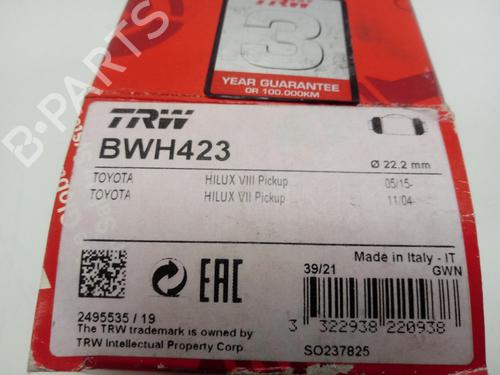 3
YEAR GUARANTEE
OR 100.000KM
TRW
BWH423
Ø 22.2 mm
TOYOTA HILUX VIII Pickup 05/15-
TOYOTA HILUX VII Pickup 11/04-
Made in Italy - IT
39/21 GWN
EAC
2495535 / 19
The TRW trademark is owned by
TRW Intellectual Property Corp.
3 322938 220938
SO237825
B-PARTS